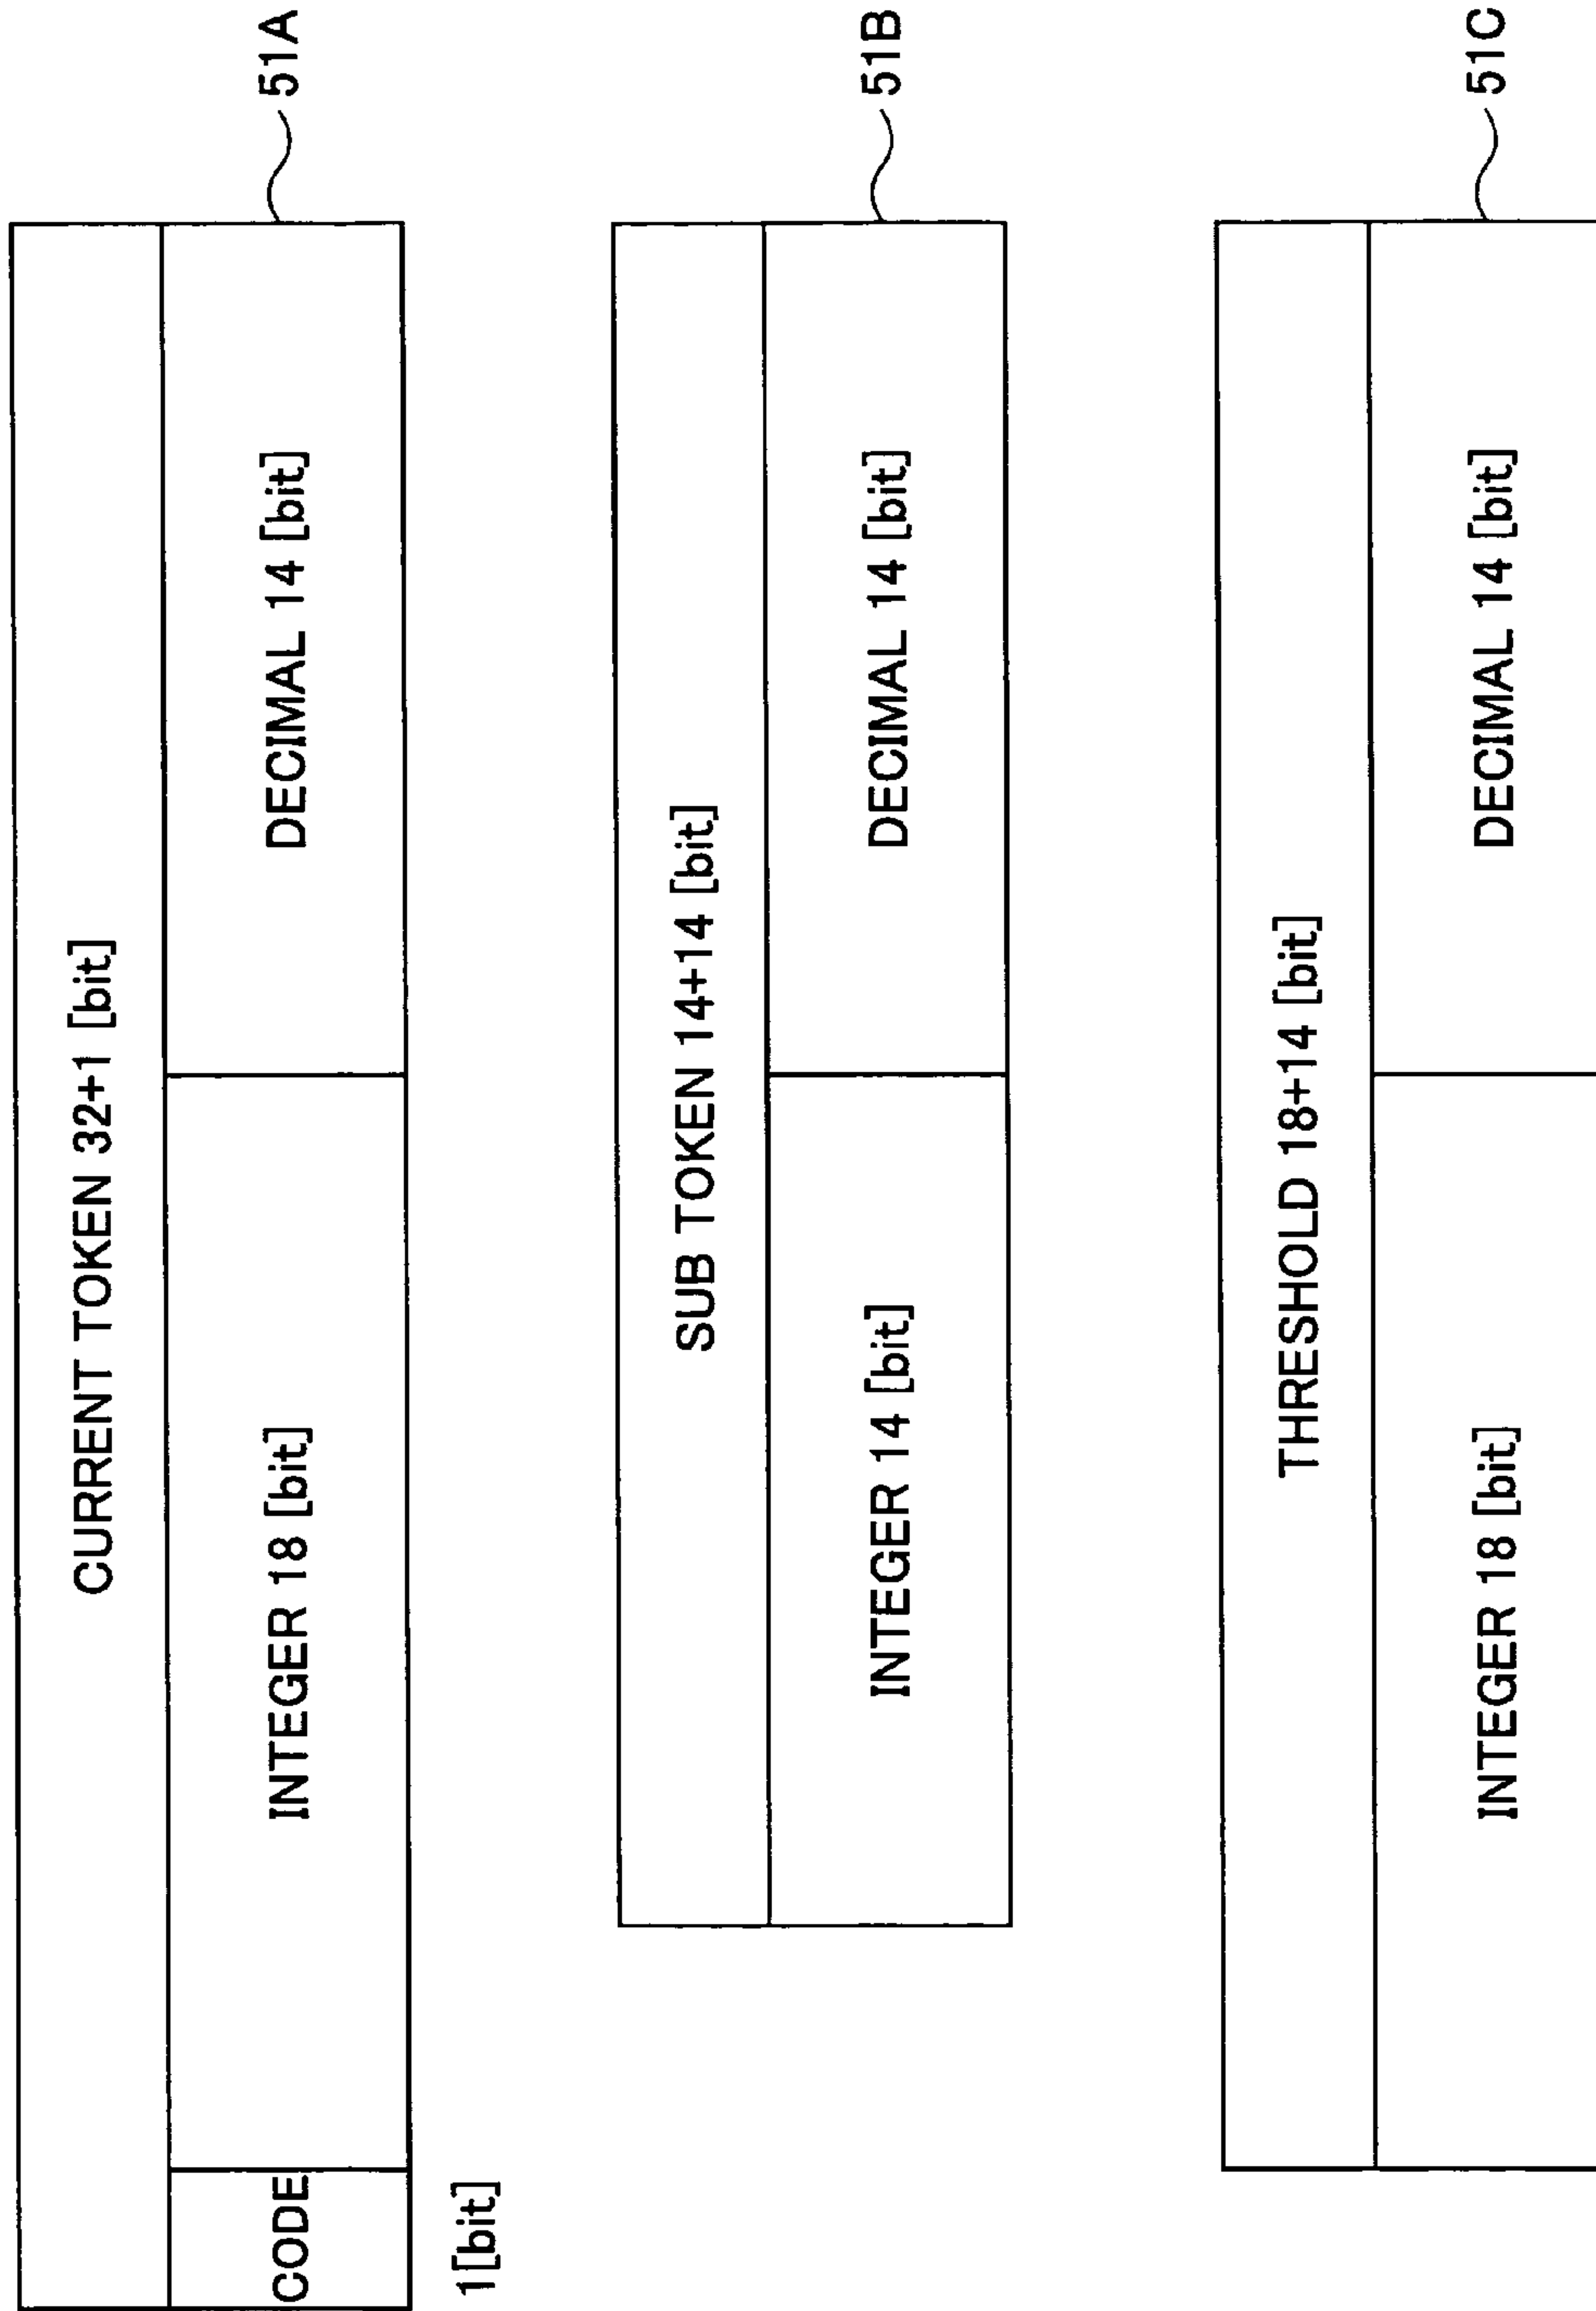 CURRENT TOKEN 32+1 [bit]
CODE
INTEGER 18 [bit]
DECIMAL 14 [bit]
51A
1[bit]
SUB TOKEN 14+14 [bit]
INTEGER 14 [bit]
DECIMAL 14 [bit]
51B
THRESHOLD 18+14 [bit]
INTEGER 18 [bit]
DECIMAL 14 [bit]
51C